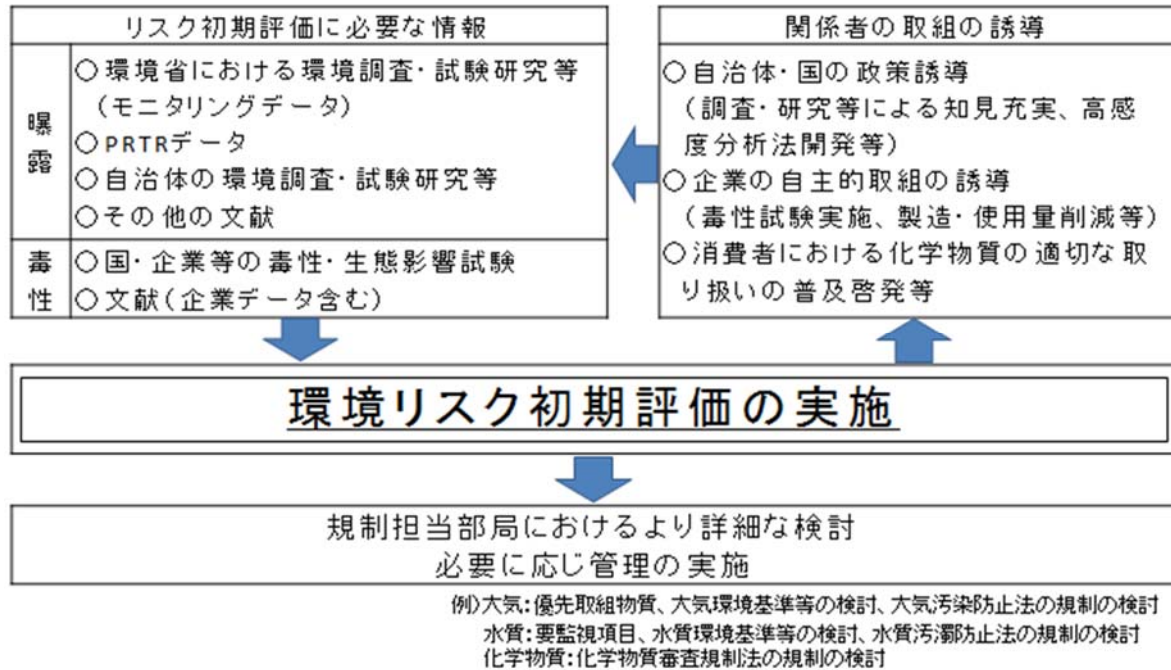 リスク初期評価に必要な情報
曝露
○環境省における環境調査・試験研究等
(モニタリングデータ)
○PRTRデータ
○自治体の環境調査・試験研究等
○その他の文献
毒性
○国・企業等の毒性・生態影響試験
○文献(企業データ含む)
関係者の取組の誘導
○自治体・国の政策誘導
(調査・研究等による知見充実、高感
度分析法開発等)
○企業の自主的取組の誘導
(毒性試験実施、製造・使用量削減等)
○消費者における化学物質の適切な取
り扱いの普及啓発等
環境リスク初期評価の実施
規制担当部局におけるより詳細な検討
必要に応じ管理の実施
例)大気:優先取組物質、大気環境基準等の検討、大気汚染防止法の規制の検討
水質:要監視項目、水質環境基準等の検討、水質汚濁防止法の規制の検討
化学物質:化学物質審査規制法の規制の検討